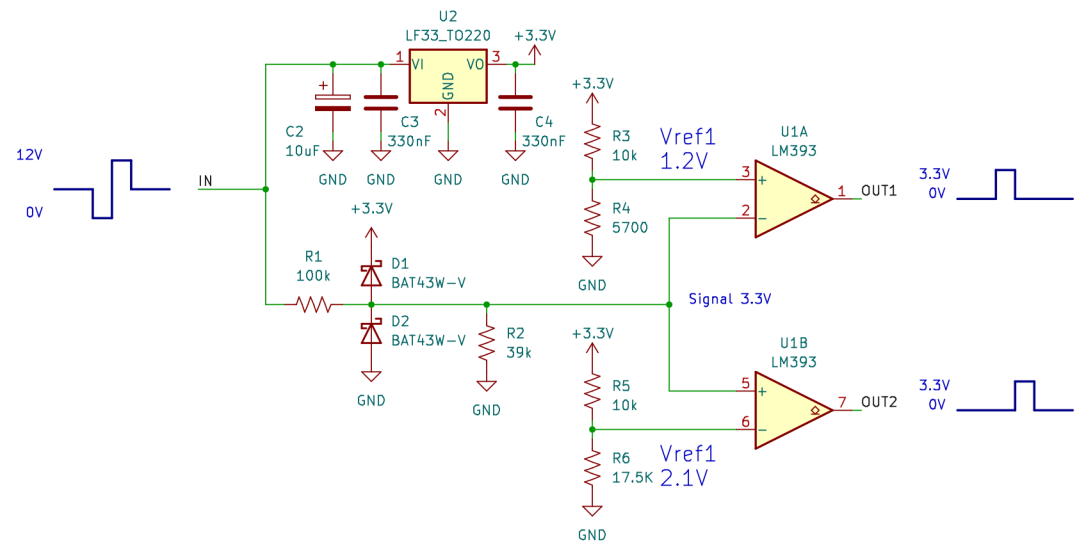 U2
LF33_TO220
+3.3V
1
VI
VO
3
GND
2
+
C2
10uF
C3
330nF
C4
330nF
GND
GND
GND
GND
12V
0V
IN
+3.3V
R1
100k
D1
BAT43W-V
D2
BAT43W-V
GND
R2
39k
GND
+3.3V
R3
10k
Vref1
1.2V
R4
5700
GND
U1A
LM393
3
+
2
-
1
OUT1
3.3V
0V
Signal 3.3V
+3.3V
R5
10k
R6
17.5K
Vref1
2.1V
GND
U1B
LM393
5
+
6
-
7
OUT2
3.3V
0V